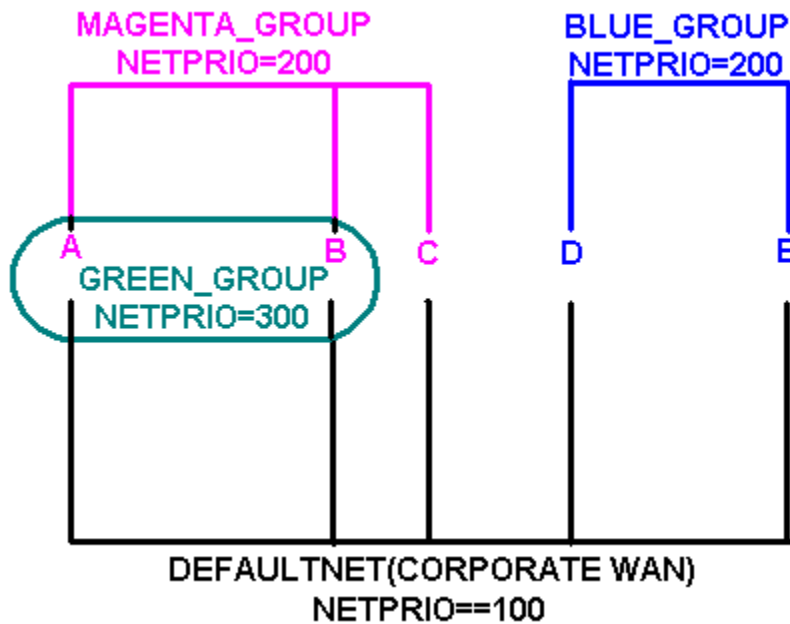 MAGENTA_GROUP
NETPRIO=200
BLUE_GROUP
NETPRIO=200
A
B
C
D
E
GREEN_GROUP
NETPRIO=300
DEFAULTNET(CORPORATE WAN)
NETPRIO==100